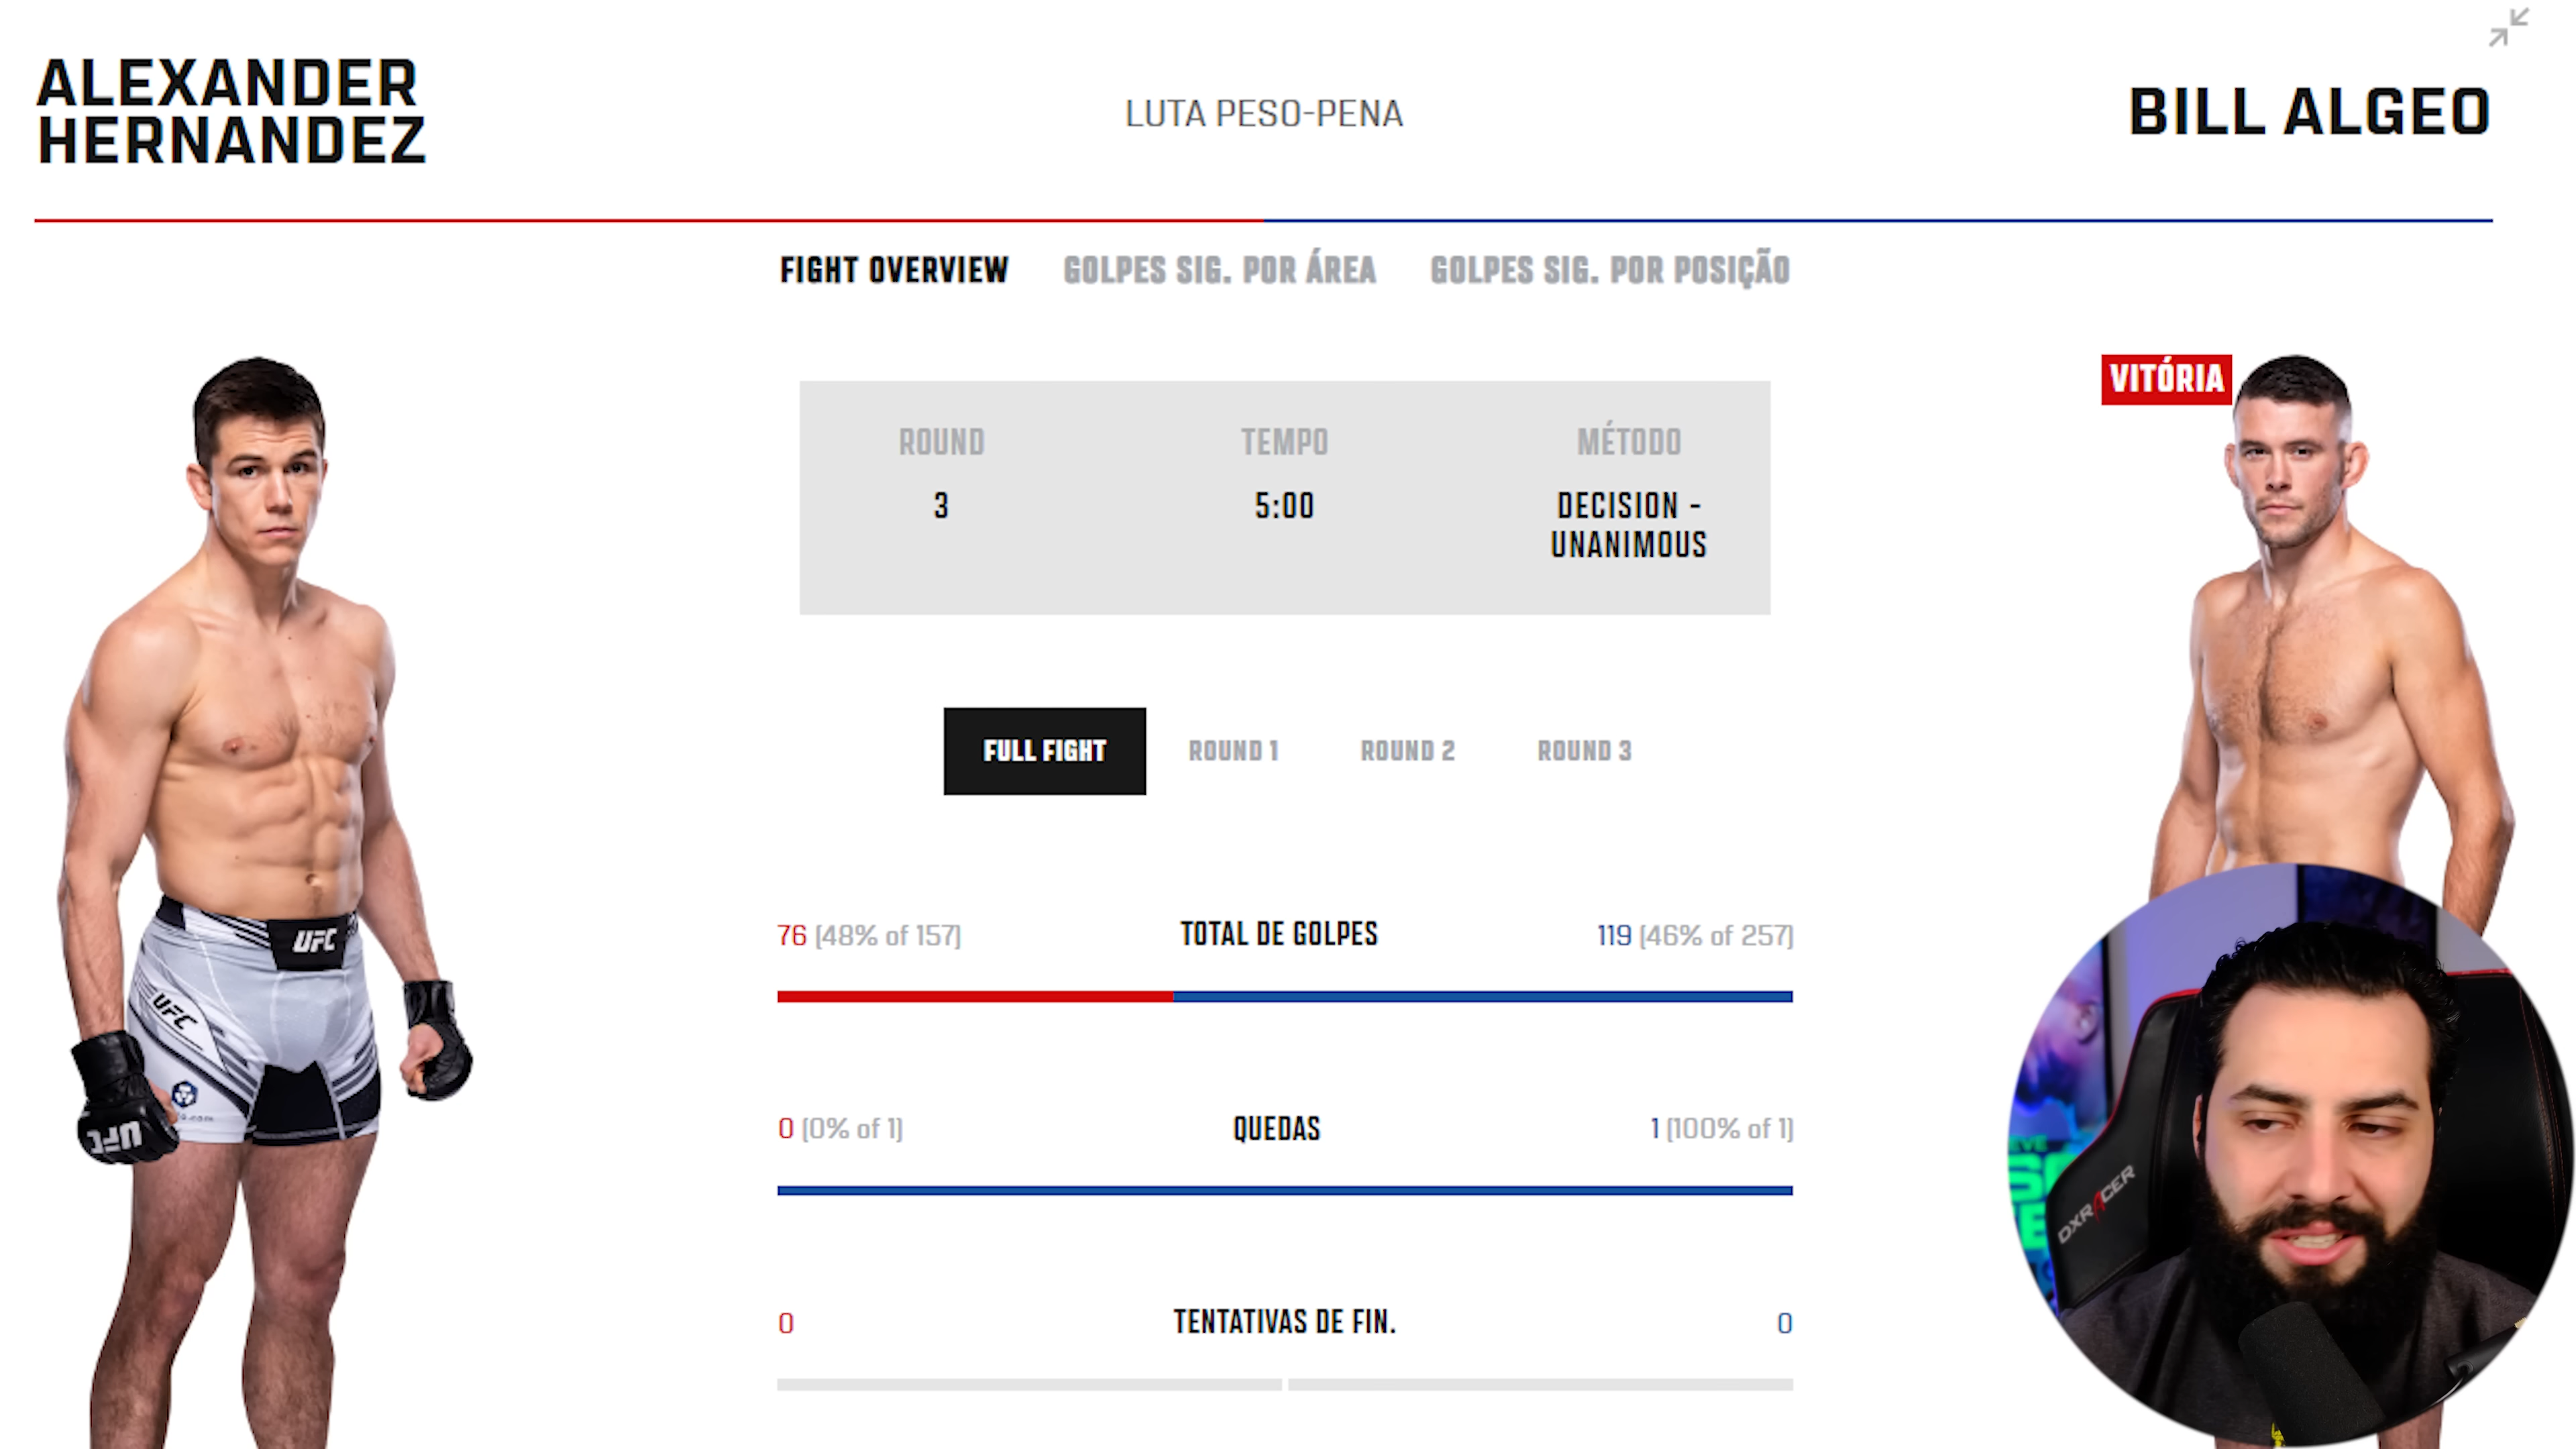 ALEXANDER
HERNANDEZ
LUTA PESO-PENA
BILL ALGEO
FIGHT OVERVIEW
GOLPES SIG. POR ÁREA
GOLPES SIG. POR POSIÇÃO
VITÓRIA
ROUND
TEMPO
MÉTODO
3
5:00
DECISION -
UNANIMOUS
FULL FIGHT
ROUND 1
ROUND 2
ROUND 3
76 (48% of 157)
TOTAL DE GOLPES
119 (46% of 257)
0 (0% of 1)
QUEDAS
1 (100% of 1)
0
TENTATIVAS DE FIN.
0
UFC
UFC
UFC
DXRACER